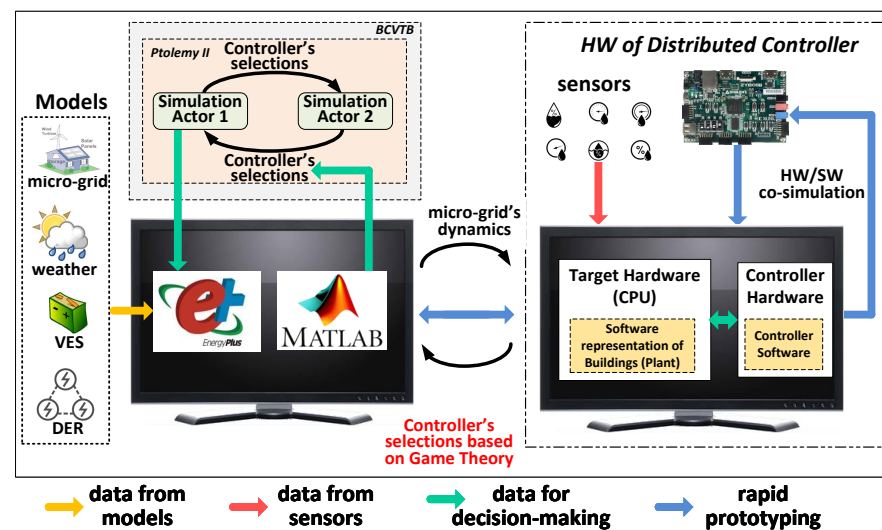 BCVTB
Ptolemy II
Controller's
selections
Simulation
Actor 1
Simulation
Actor 2
Controller's
selections
Models
micro-grid
weather
VES
DER
EnergyPlus
MATLAB
micro-grid's
dynamics
Controller's
selections based
on Game Theory
HW of Distributed Controller
sensors
HW/SW
co-simulation
Target Hardware
(CPU)
Software
representation of
Buildings (Plant)
Controller
Hardware
Controller
Software
data from
models
data from
sensors
data for
decision-making
rapid
prototyping